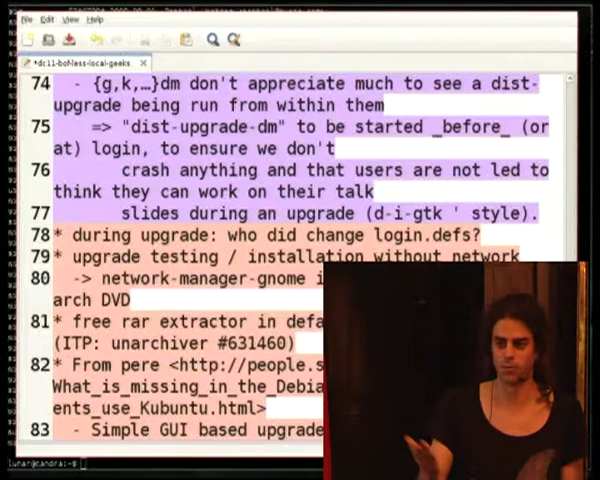 File Edit View Help
*dc11-bofless-local-geeks
74 - {g,k,…}dm don't appreciate much to see a dist-
upgrade being run from within them
75 => "dist-upgrade-dm" to be started _before_ (or
at) login, to ensure we don't
76 crash anything and that users are not led to
think they can work on their talk
77 slides during an upgrade (d-i-gtk ' style).
78 * during upgrade: who did change login.defs?
79 * upgrade testing / installation without network
80 -> network-manager-gnome i
arch DVD
81 * free rar extractor in defa
(ITP: unarchiver #631460)
82 * From pere <http://people.s
What_is_missing_in_the_Debia
ents_use_Kubuntu.html>
83 - Simple GUI based upgrade
lunar@